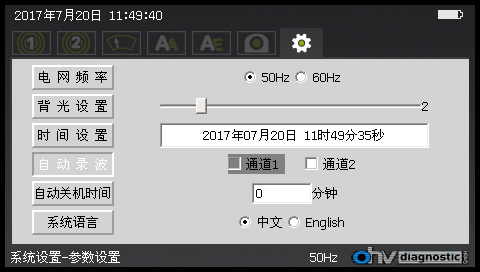 2017年7月20日 11:49:40
1 2 A A A E
电网频率 50Hz 60Hz
背光设置 2
时间设置 2017年07月20日 11时49分35秒
自动录波 通道1 通道2
自动关机时间 0 分钟
系统语言 中文 English
系统设置-参数设置 50Hz hv diagnostic